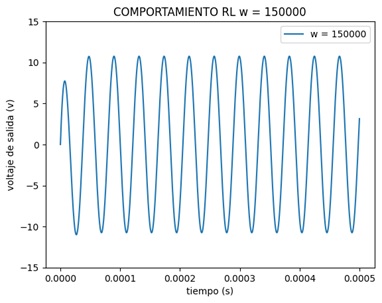 COMPORTAMIENTO RL w = 150000
w = 150000
15
10
5
0
−5
−10
−15
voltaje de salida (v)
0.0000 0.0001 0.0002 0.0003 0.0004 0.0005
tiempo (s)